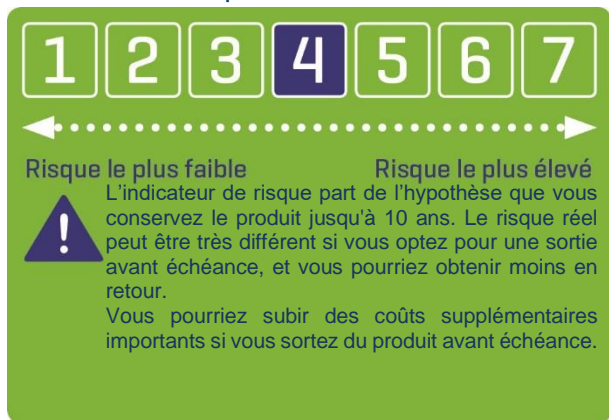 1 2 3 4 5 6 7
Risque le plus faible Risque le plus élevé
!
L'indicateur de risque part de l'hypothèse que vous
conservez le produit jusqu'à 10 ans. Le risque réel
peut être très différent si vous optez pour une sortie
avant échéance, et vous pourriez obtenir moins en
retour.
Vous pourriez subir des coûts supplémentaires
importants si vous sortez du produit avant échéance.